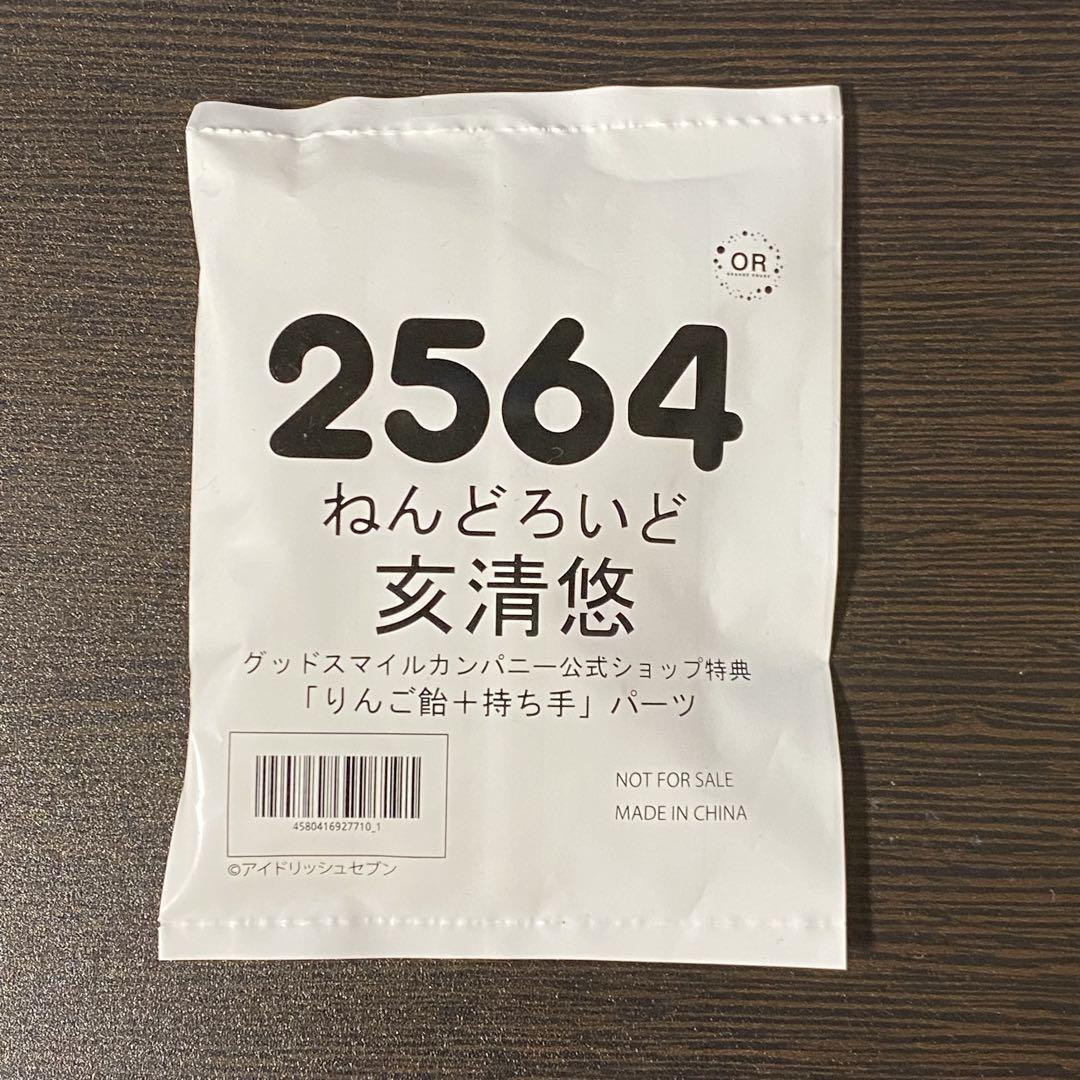 OR
ORANGE ROUGE
2564
ねんどろいど
亥清悠
グッドスマイルカンパニー公式ショップ特典
「りんご飴＋持ち手」パーツ
4580416927710_1
NOT FOR SALE
MADE IN CHINA
©アイドリッシュセブン